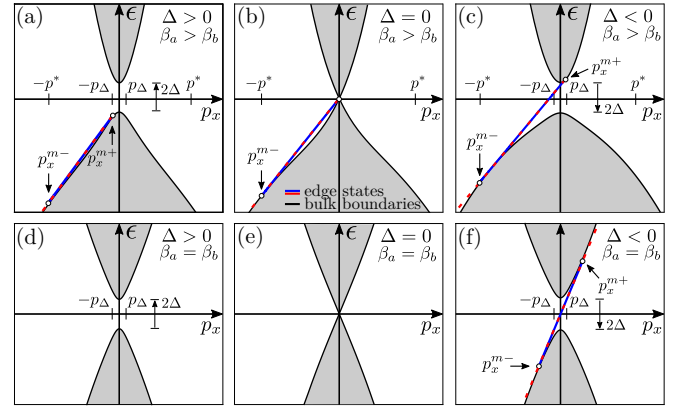 (a) ϵ Δ > 0
β_a > β_b
−p* −p_Δ p_Δ 2Δ p*
p_x
p_x^{m−} p_x^{m+}
(b) ϵ Δ = 0
β_a > β_b
−p* p*
p_x
p_x^{m−}
edge states
bulk boundaries
(c) ϵ Δ < 0
β_a > β_b
p_x^{m+}
−p* −p_Δ p_Δ p*
2Δ p_x
p_x^{m−}
(d) ϵ Δ > 0
β_a = β_b
−p_Δ p_Δ 2Δ
p_x
(e) ϵ Δ = 0
β_a = β_b
p_x
(f) ϵ Δ < 0
β_a = β_b
p_x^{m+}
−p_Δ p_Δ
2Δ p_x
p_x^{m−}